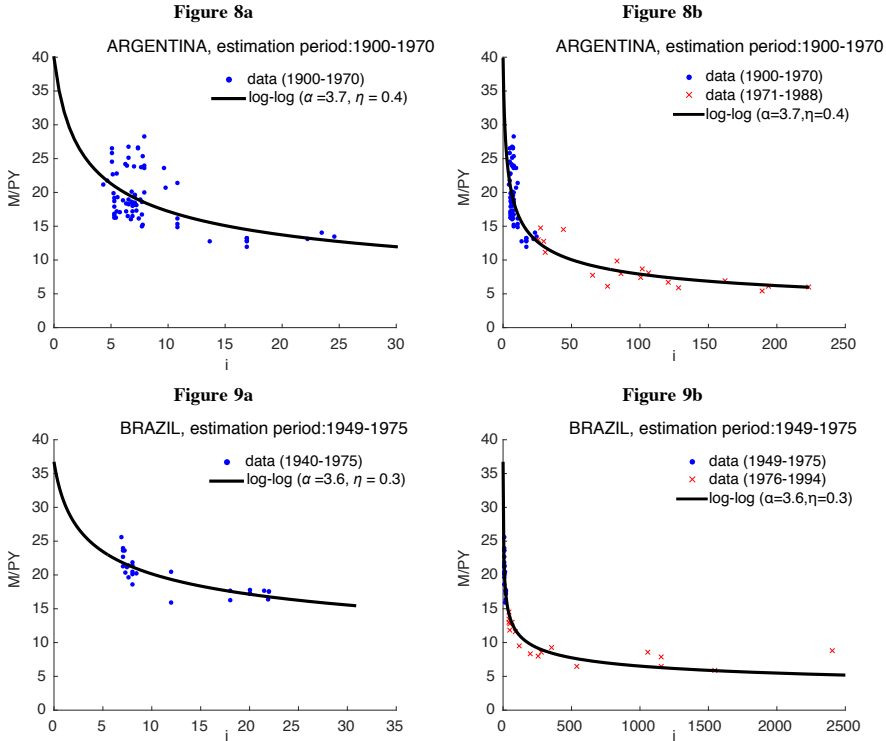 Figure 8a
ARGENTINA, estimation period:1900-1970
data (1900-1970)
log-log (α =3.7, η = 0.4)
M/PY
40
35
30
25
20
15
10
5
0
0 5 10 15 20 25 30
i
Figure 8b
ARGENTINA, estimation period:1900-1970
data (1900-1970)
data (1971-1988)
log-log (α=3.7,η=0.4)
M/PY
40
35
30
25
20
15
10
5
0
0 50 100 150 200 250
i
Figure 9a
BRAZIL, estimation period:1949-1975
data (1940-1975)
log-log (α =3.6, η = 0.3)
M/PY
40
35
30
25
20
15
10
5
0
0 5 10 15 20 25 30 35
i
Figure 9b
BRAZIL, estimation period:1949-1975
data (1949-1975)
data (1976-1994)
log-log (α=3.6,η=0.3)
M/PY
40
35
30
25
20
15
10
5
0
0 500 1000 1500 2000 2500
i